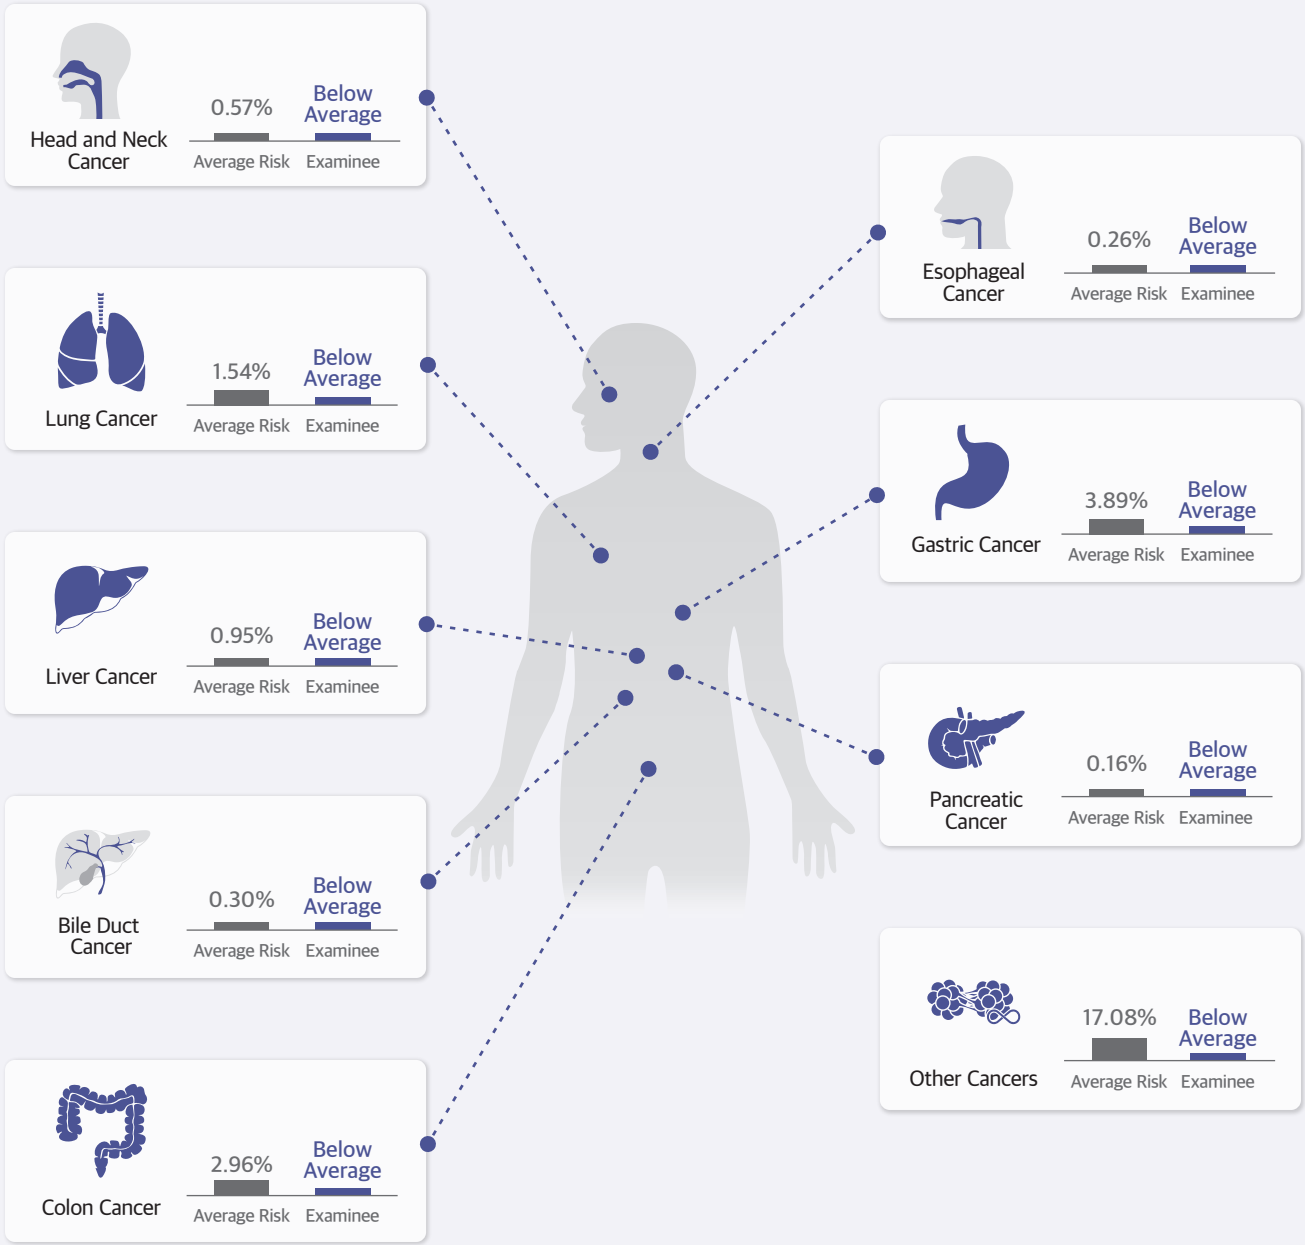 0.57%
Below
Average
Head and Neck
Cancer
Average Risk
Examinee
1.54%
Below
Average
Lung Cancer
Average Risk
Examinee
0.95%
Below
Average
Liver Cancer
Average Risk
Examinee
0.30%
Below
Average
Bile Duct
Cancer
Average Risk
Examinee
2.96%
Below
Average
Colon Cancer
Average Risk
Examinee
0.26%
Below
Average
Esophageal
Cancer
Average Risk
Examinee
3.89%
Below
Average
Gastric Cancer
Average Risk
Examinee
0.16%
Below
Average
Pancreatic
Cancer
Average Risk
Examinee
17.08%
Below
Average
Other Cancers
Average Risk
Examinee